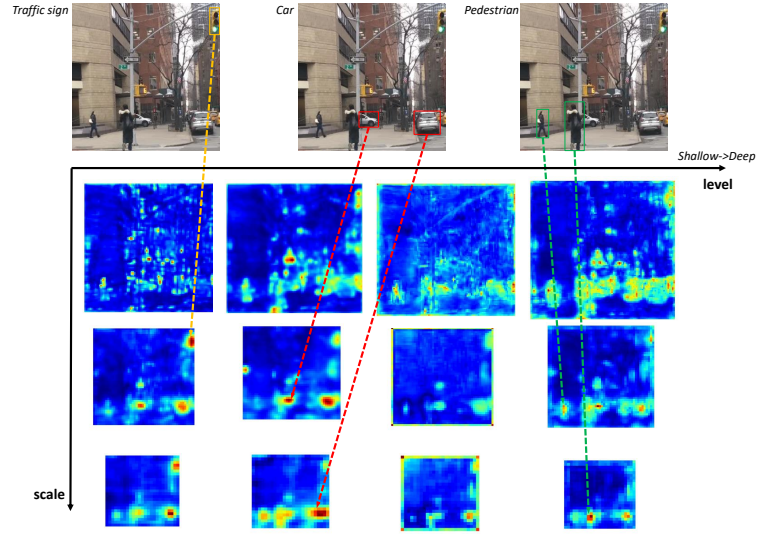 Traffic sign
Car
Pedestrian
Shallow->Deep
level
scale